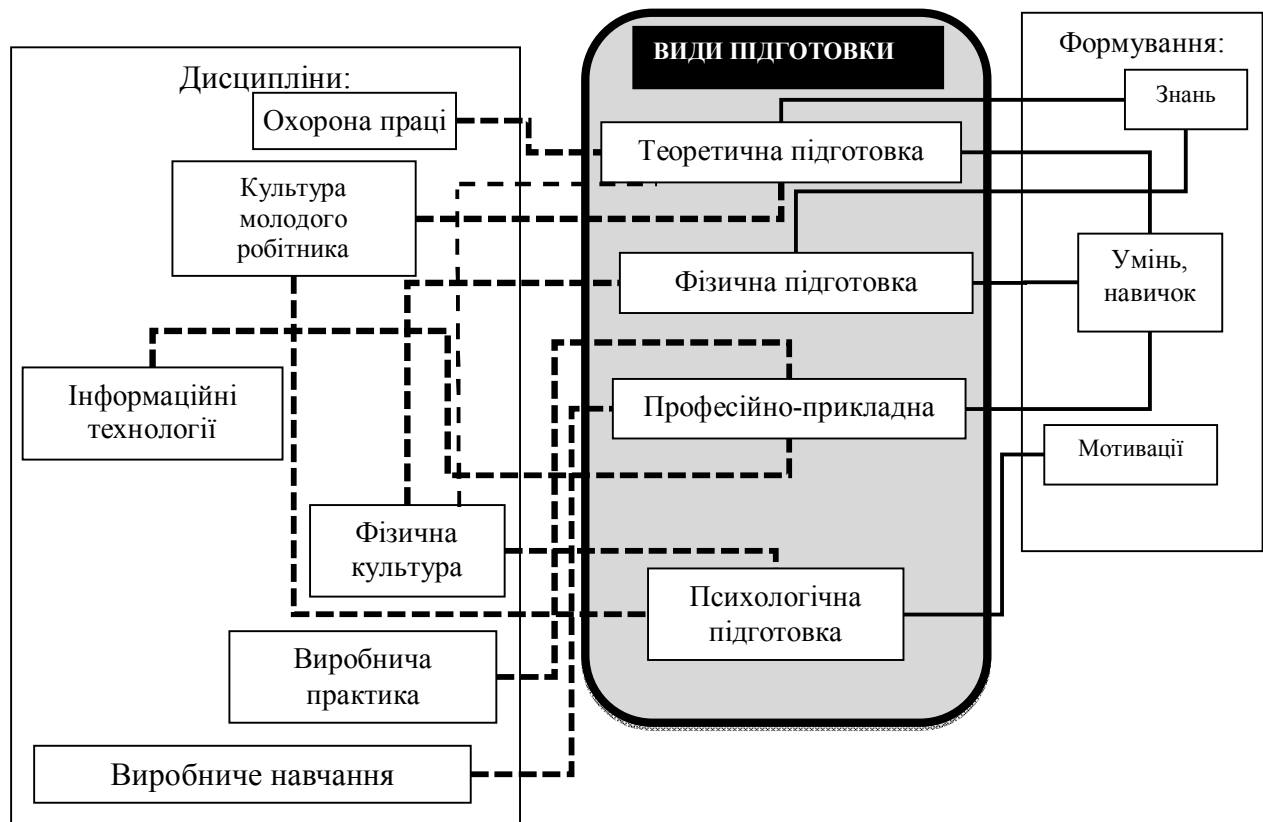 Дисципліни:
Охорона праці
Культура
молодого
робітника
Інформаційні
технології
Фізична
культура
Виробнича
практика
Виробниче навчання
ВИДИ ПІДГОТОВКИ
Теоретична підготовка
Фізична підготовка
Професійно-прикладна
Психологічна
підготовка
Формування:
Знань
Умінь,
навичок
Мотивації